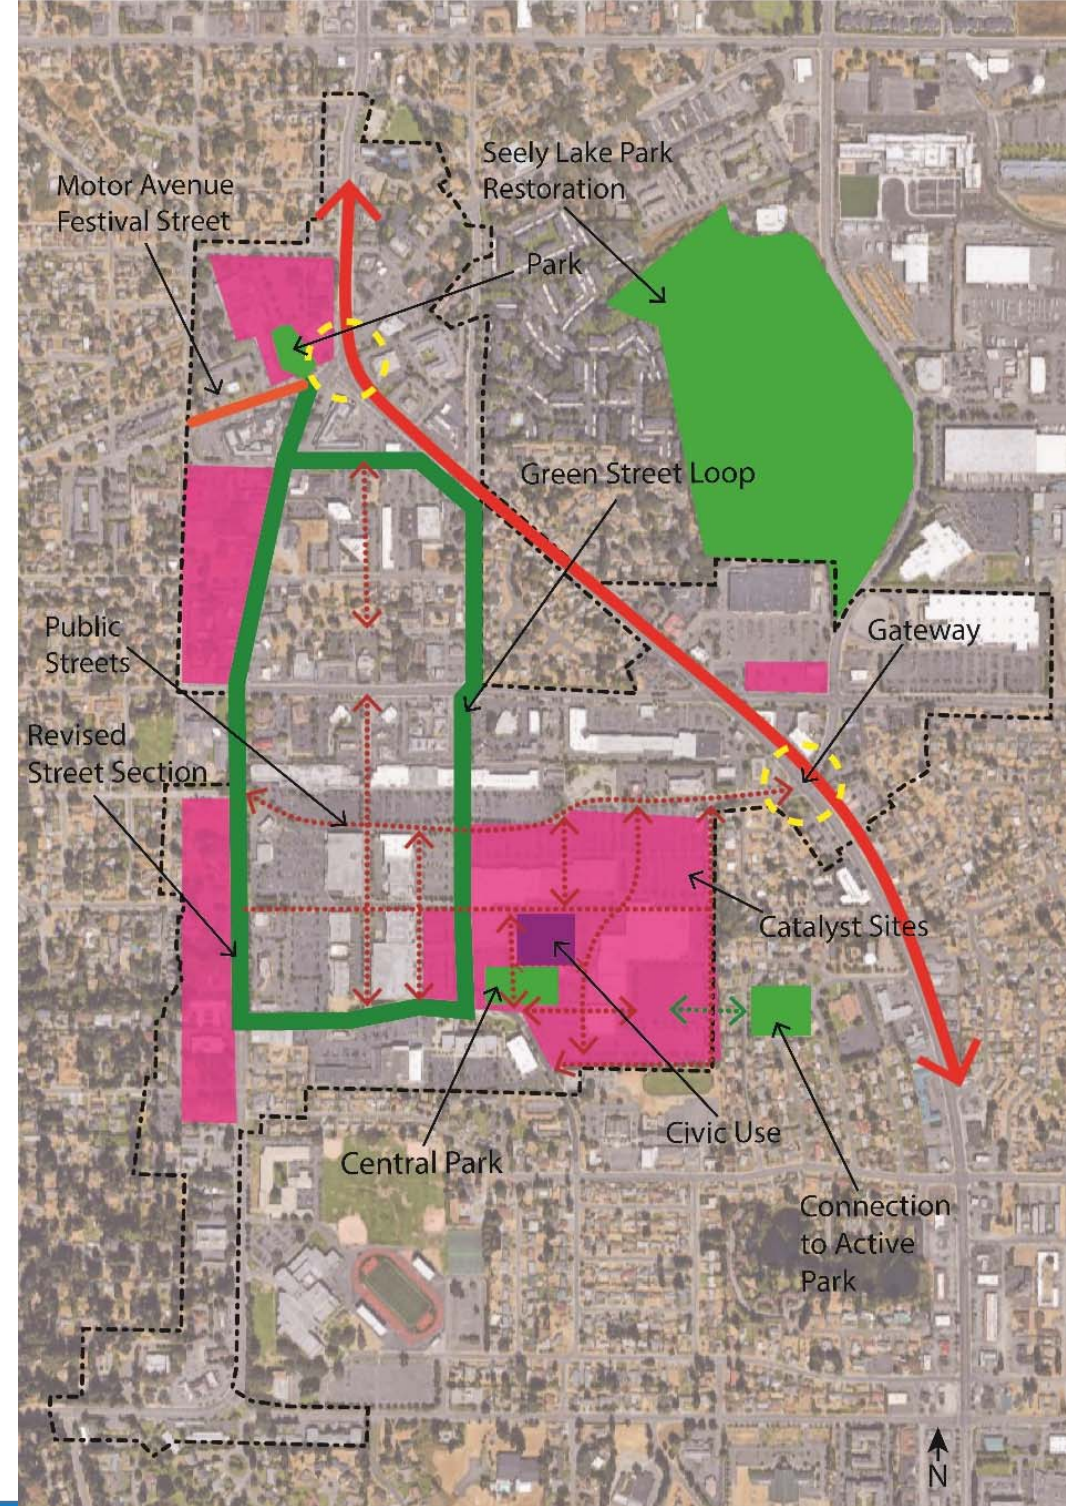 Seely Lake Park
Restoration
Motor Avenue
Festival Street
Park
Green Street Loop
Public
Streets
Gateway
Revised
Street Section
Catalyst Sites
Civic Use
Central Park
Connection
to Active
Park
N